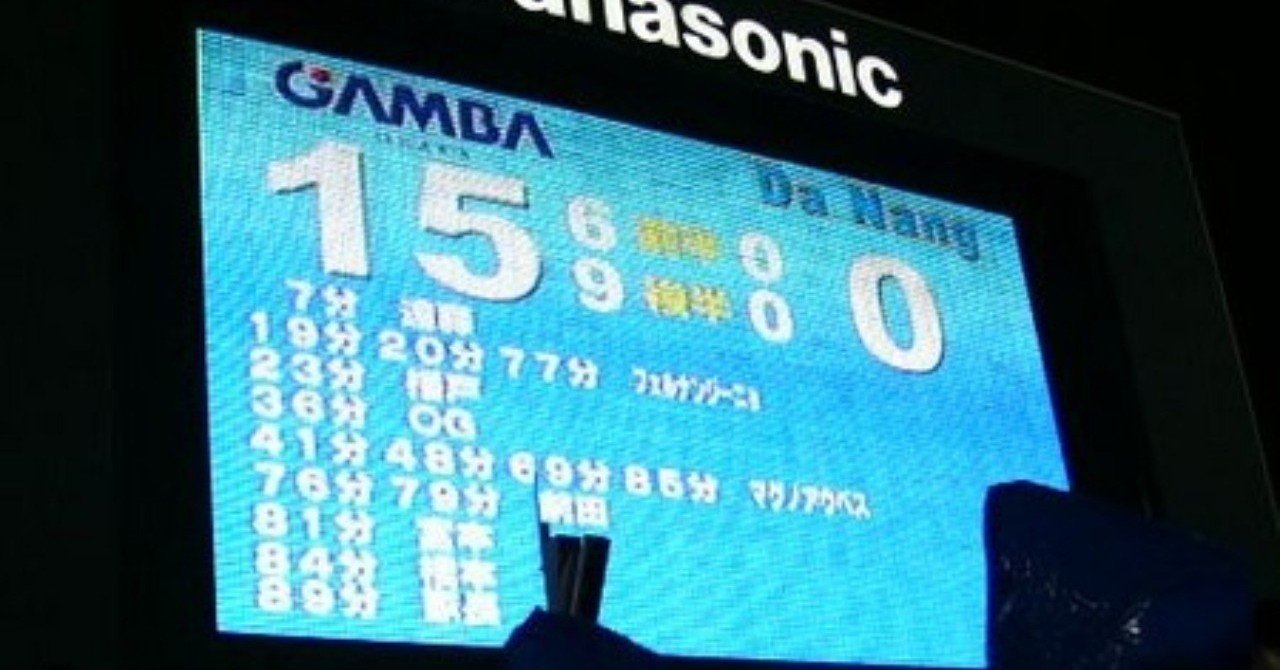 Panasonic
GAMBA
OSAKA
Da Nang
15 6 前半 0 0
9 後半 0
7分 遠藤
19分 20分 77分 フェルナンジーニョ
23分
36分 OG
41分 48分 69分 85分 マグノアウベス
76分 79分 前田
81分 宮本
84分 橋本
89分 家長